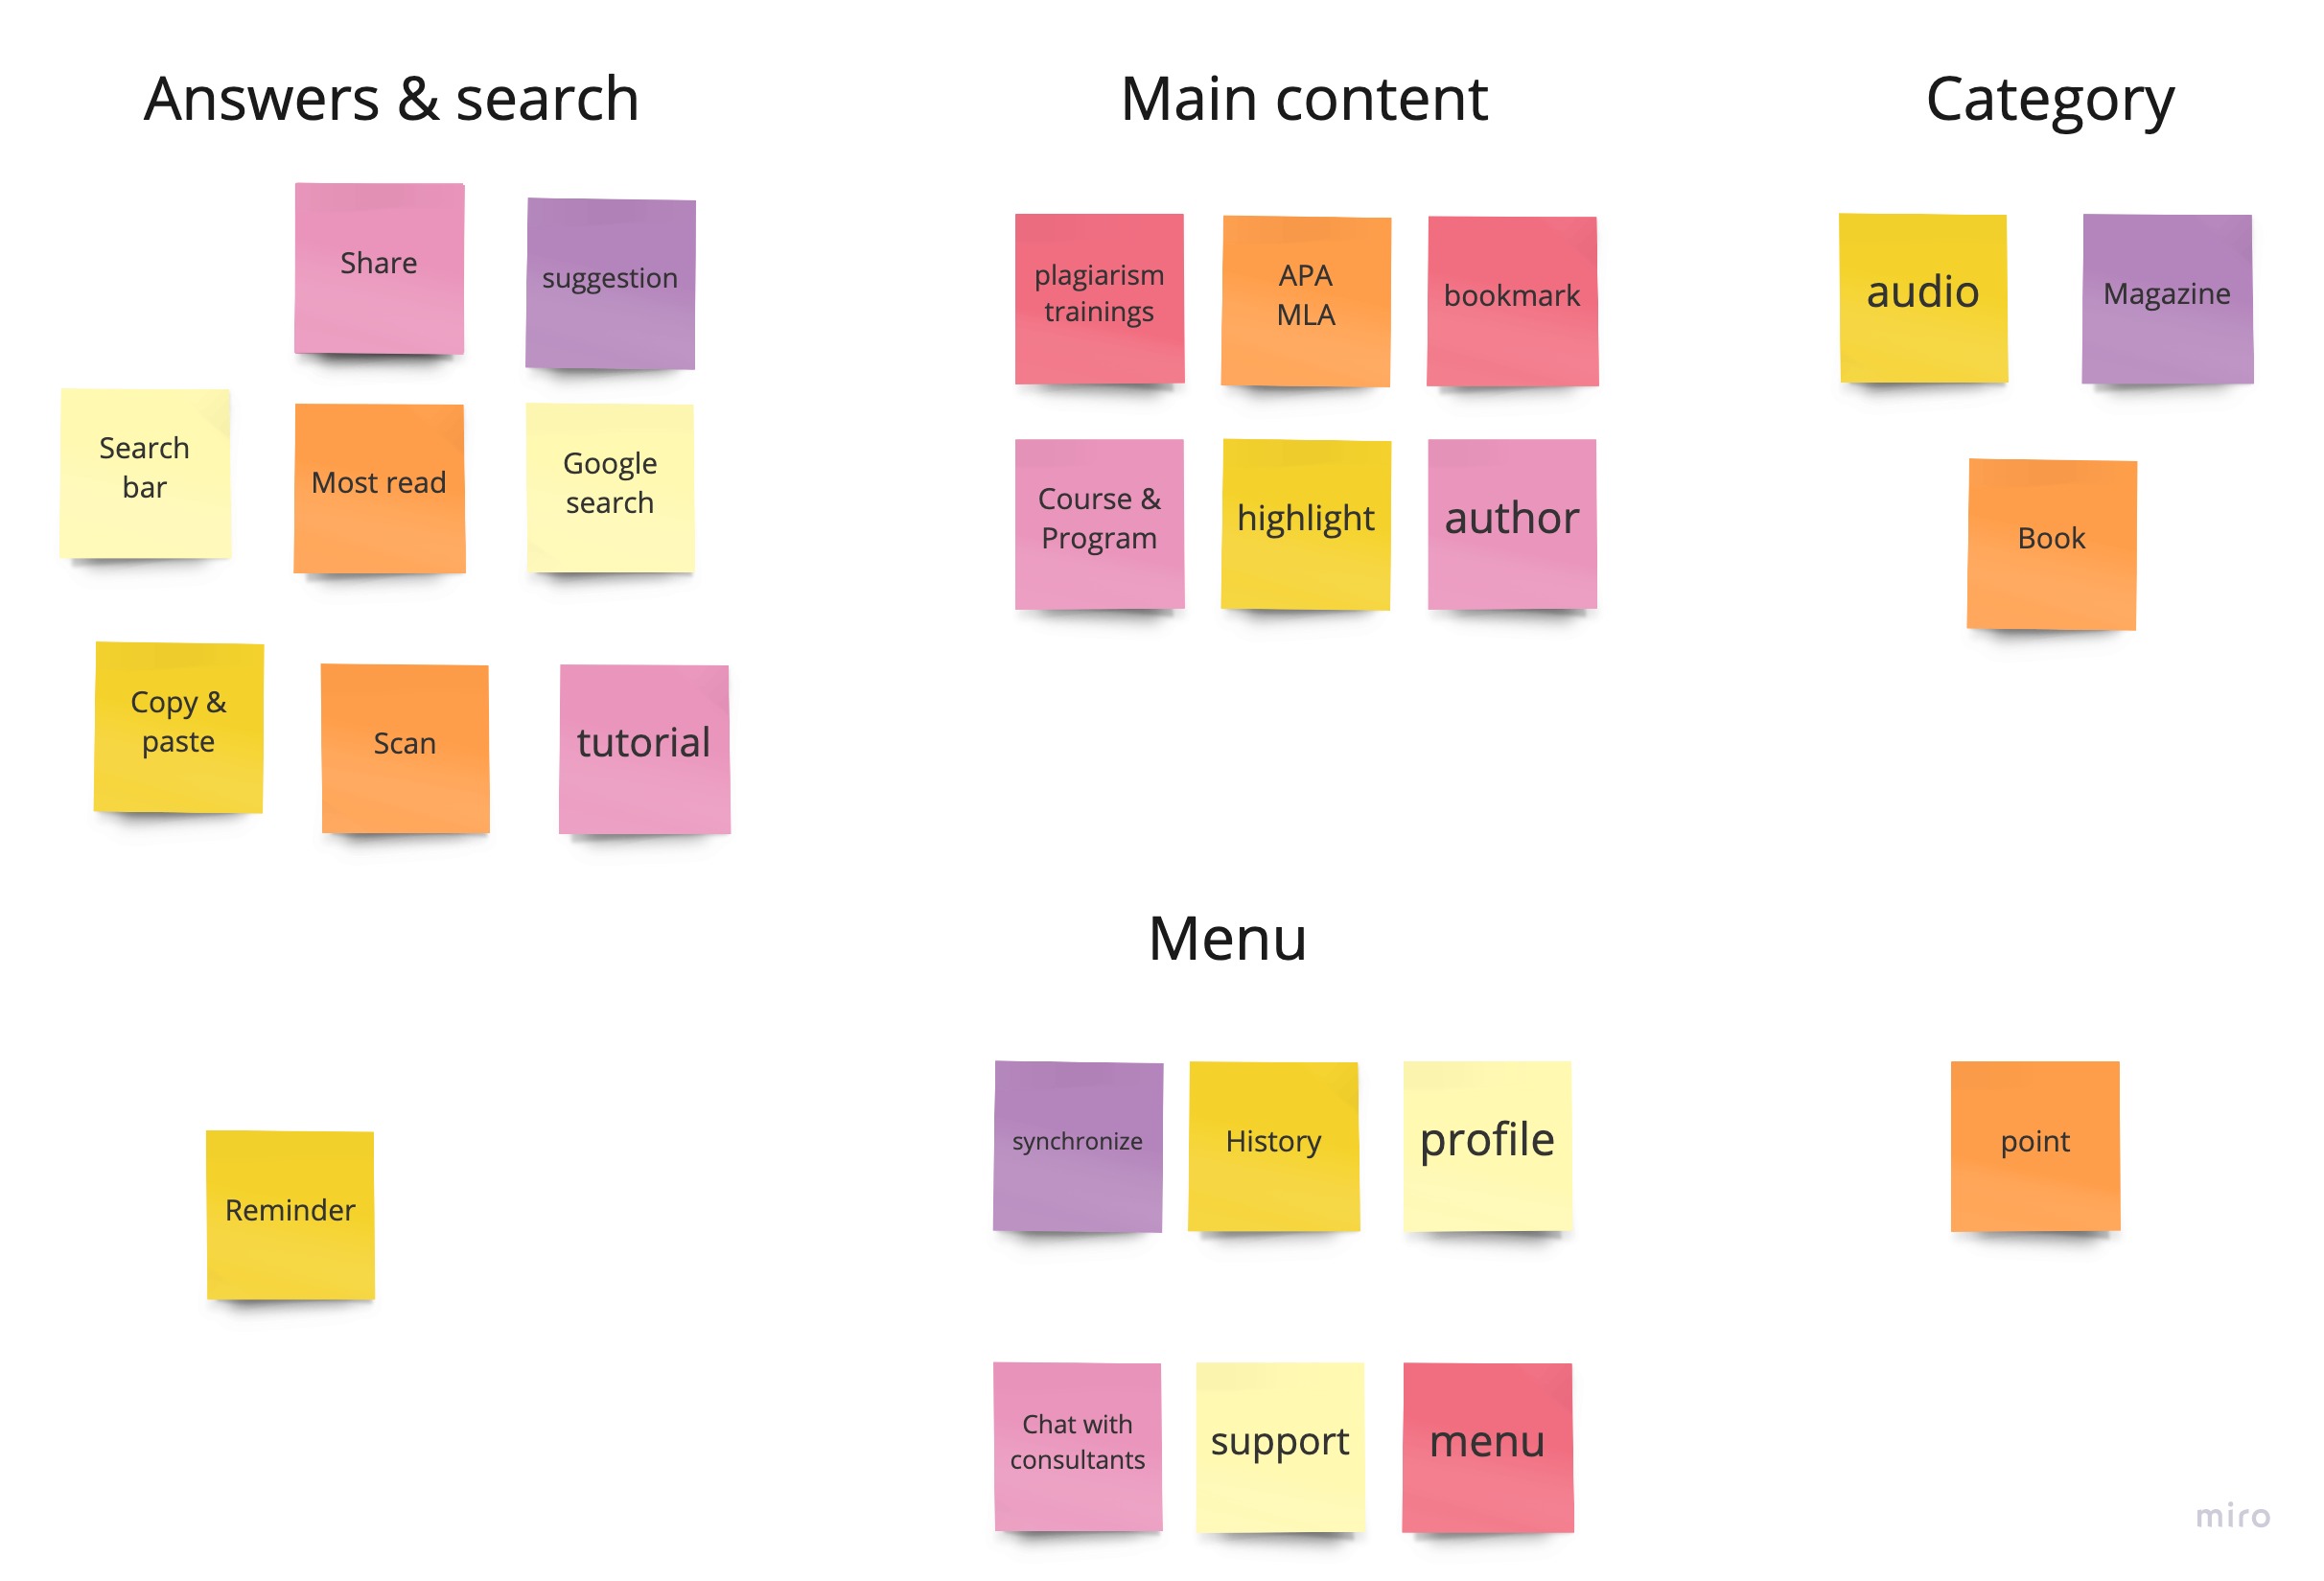 Answers & search
Share
suggestion
Search
bar
Most read
Google
search
Copy &
paste
Scan
tutorial
Main content
plagiarism
trainings
APA
MLA
bookmark
Course &
Program
highlight
author
Category
audio
Magazine
Book
Reminder
Menu
synchronize
History
profile
Chat with
consultants
support
menu
point
miro